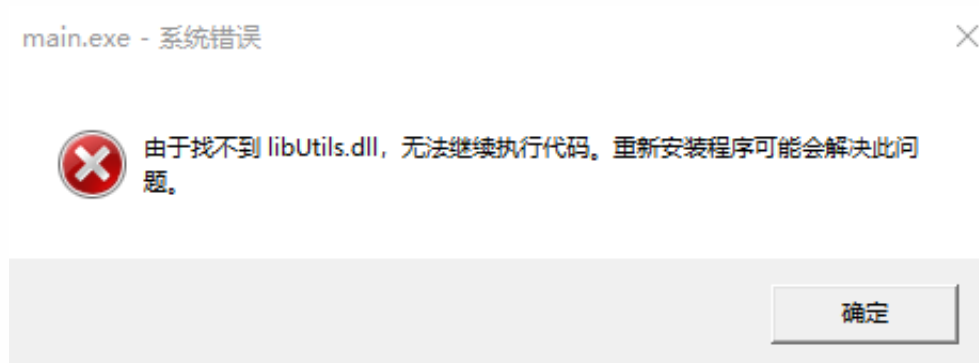 main.exe - 系统错误
由于找不到 libUtils.dll，无法继续执行代码。重新安装程序可能会解决此问
题。
确定